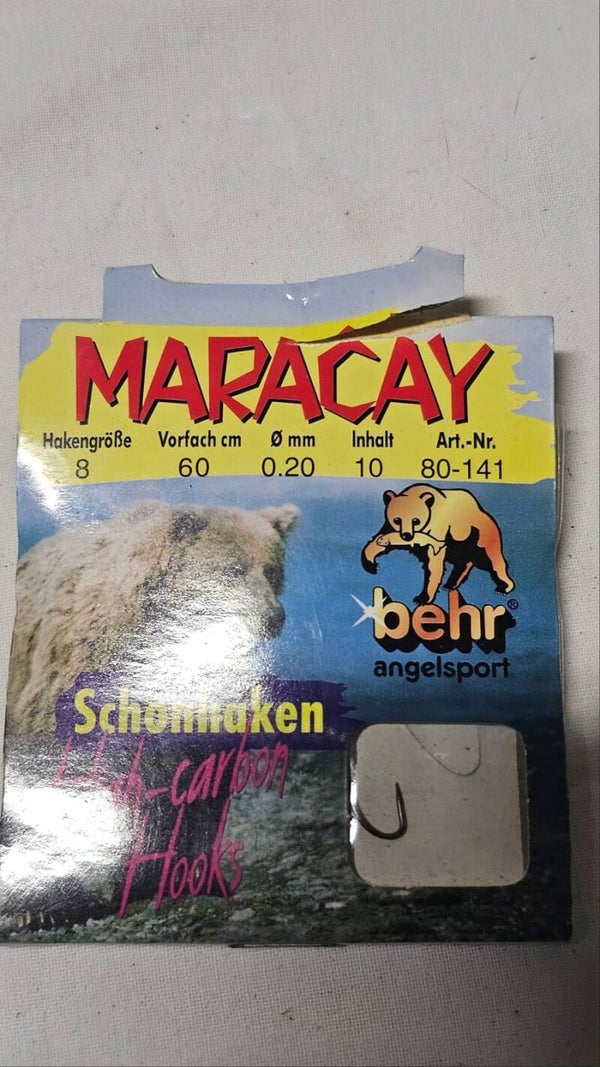 MARACAY
Hakengröße Vorfach cm Ø mm Inhalt Art.-Nr.
8 60 0.20 10 80-141
behr®
angelsport
Schonhaken
High-carbon
Hooks